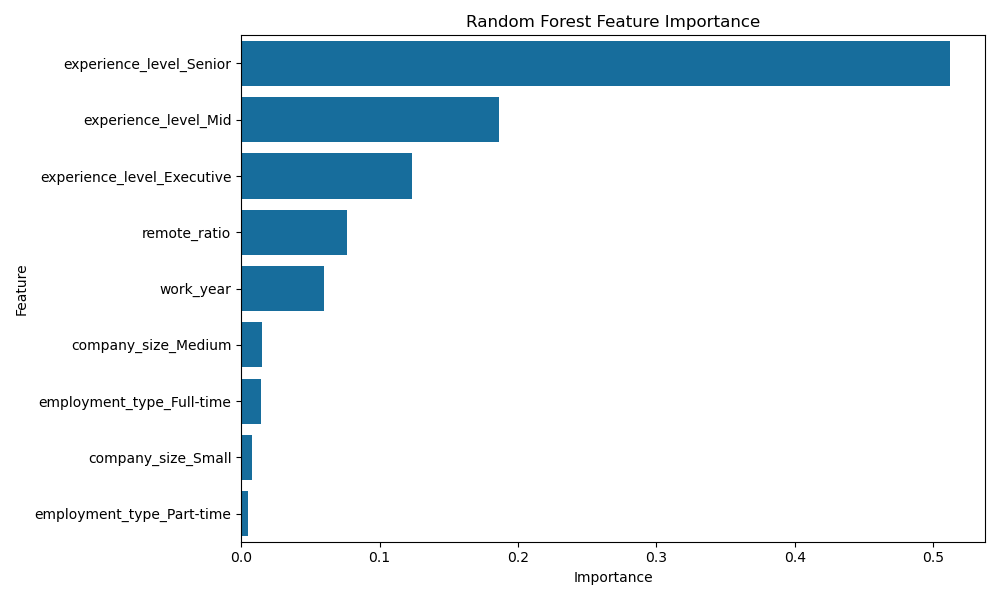 Random Forest Feature Importance
experience_level_Senior
experience_level_Mid
experience_level_Executive
remote_ratio
work_year
company_size_Medium
employment_type_Full-time
company_size_Small
employment_type_Part-time
Feature
0.0 0.1 0.2 0.3 0.4 0.5
Importance